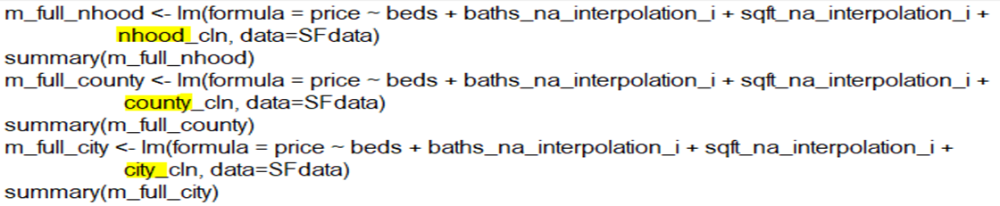 m_full_nhood <- lm(formula = price ~ beds + baths_na_interpolation_i + sqft_na_interpolation_i +
nhood_cln, data=SFdata)
summary(m_full_nhood)
m_full_county <- lm(formula = price ~ beds + baths_na_interpolation_i + sqft_na_interpolation_i +
county_cln, data=SFdata)
summary(m_full_county)
m_full_city <- lm(formula = price ~ beds + baths_na_interpolation_i + sqft_na_interpolation_i +
city_cln, data=SFdata)
summary(m_full_city)